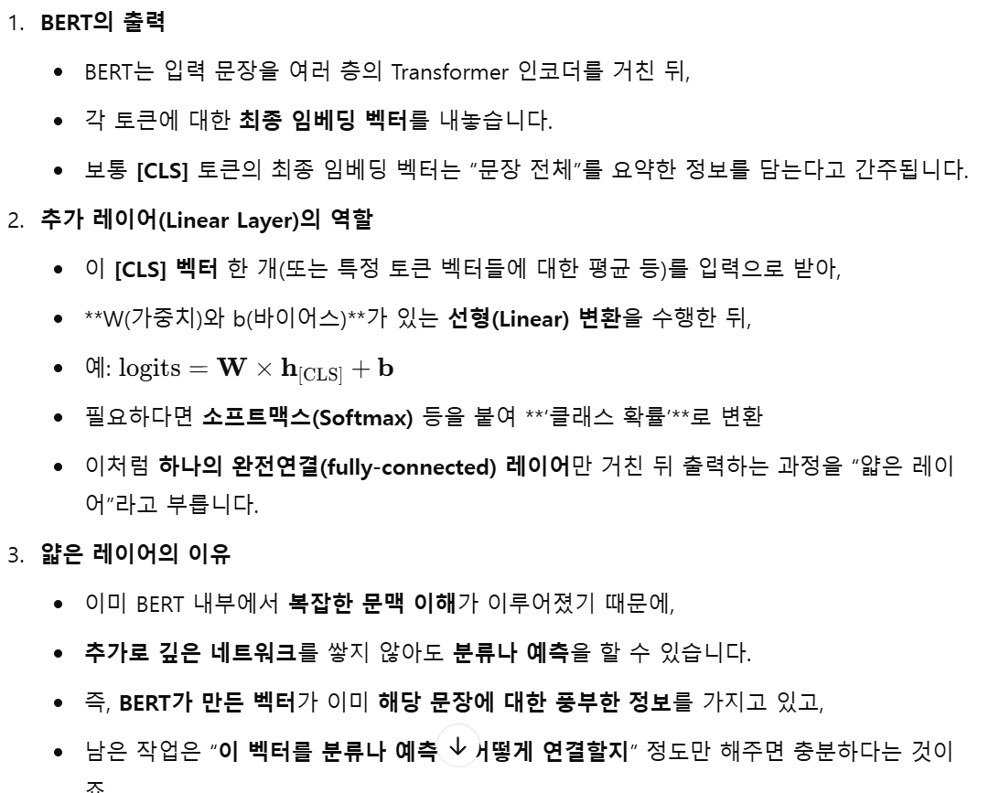 1. BERT의 출력
• BERT는 입력 문장을 여러 층의 Transformer 인코더를 거친 뒤,
• 각 토큰에 대한 최종 임베딩 벡터를 내놓습니다.
• 보통 [CLS] 토큰의 최종 임베딩 벡터는 “문장 전체”를 요약한 정보를 담는다고 간주됩니다.
2. 추가 레이어(Linear Layer)의 역할
• 이 [CLS] 벡터 한 개(또는 특정 토큰 벡터들에 대한 평균 등)를 입력으로 받아,
• **W(가중치)와 b(바이어스)**가 있는 선형(Linear) 변환을 수행한 뒤,
• 예: logits = W × h[CLS] + b
• 필요하다면 소프트맥스(Softmax) 등을 붙여 **‘클래스 확률’**로 변환
• 이처럼 하나의 완전연결(fully-connected) 레이어만 거친 뒤 출력하는 과정을 “얇은 레이
어”라고 부릅니다.
3. 얇은 레이어의 이유
• 이미 BERT 내부에서 복잡한 문맥 이해가 이루어졌기 때문에,
• 추가로 깊은 네트워크를 쌓지 않아도 분류나 예측을 할 수 있습니다.
• 즉, BERT가 만든 벡터가 이미 해당 문장에 대한 풍부한 정보를 가지고 있고,
• 남은 작업은 “이 벡터를 분류나 예측 어떻게 연결할지” 정도만 해주면 충분하다는 것이